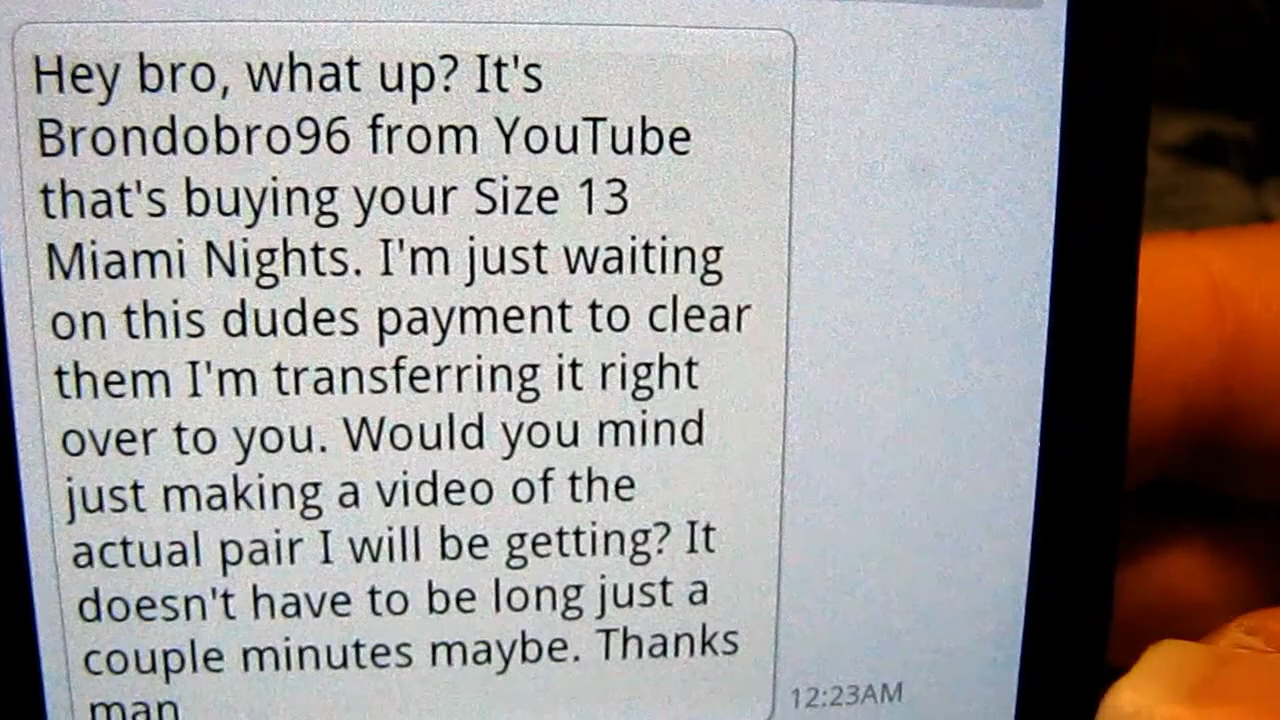 Hey bro, what up? It's
Brondobro96 from YouTube
that's buying your Size 13
Miami Nights. I'm just waiting
on this dudes payment to clear
them I'm transferring it right
over to you. Would you mind
just making a video of the
actual pair I will be getting? It
doesn't have to be long just a
couple minutes maybe. Thanks
man
12:23AM